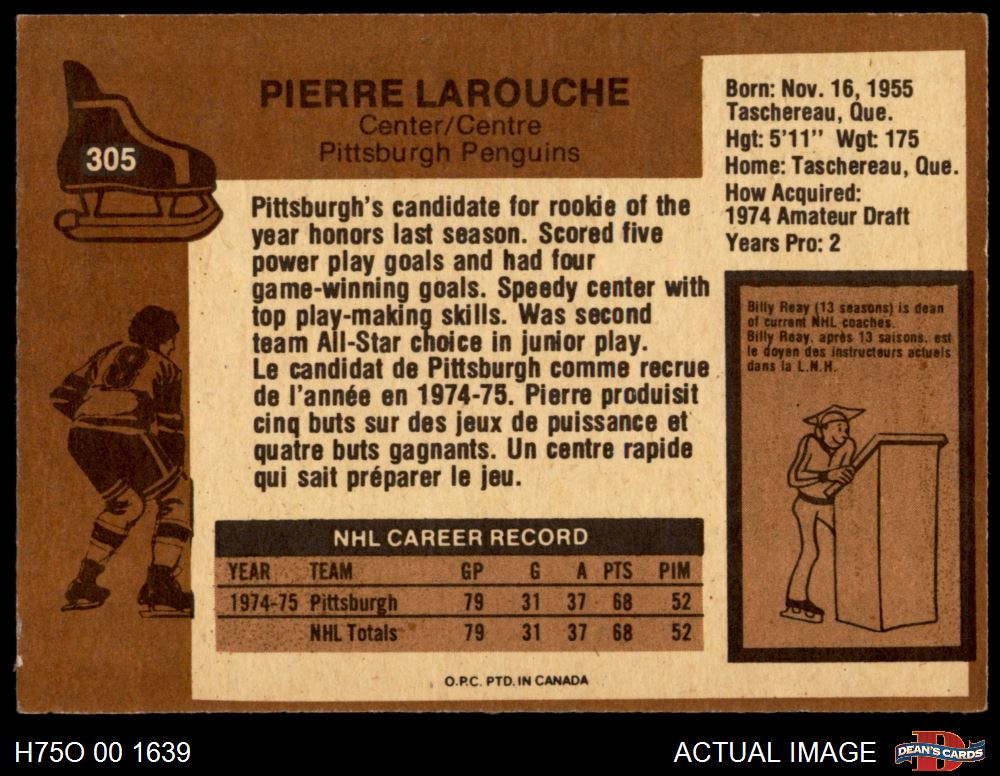 305
PIERRE LAROUCHE
Center/Centre
Pittsburgh Penguins
Born: Nov. 16, 1955
Taschereau, Que.
Hgt: 5'11" Wgt: 175
Home: Taschereau, Que.
How Acquired:
1974 Amateur Draft
Years Pro: 2
Pittsburgh's candidate for rookie of the
year honors last season. Scored five
power play goals and had four
game-winning goals. Speedy center with
top play-making skills. Was second
team All-Star choice in junior play.
Le candidat de Pittsburgh comme recrue
de l'année en 1974-75. Pierre produisit
cinq buts sur des jeux de puissance et
quatre buts gagnants. Un centre rapide
qui sait préparer le jeu.
Billy Reay (13 seasons) is dean
of current NHL coaches.
Billy Reay, après 13 saisons, est
le doyen des instructeurs actuels
dans la L.N.H.
8
NHL CAREER RECORD
YEAR TEAM GP G A PTS PIM
1974-75 Pittsburgh 79 31 37 68 52
NHL Totals 79 31 37 68 52
O.P.C. PTD. IN CANADA
H75O 00 1639
ACTUAL IMAGE
D
DEAN'S CARDS